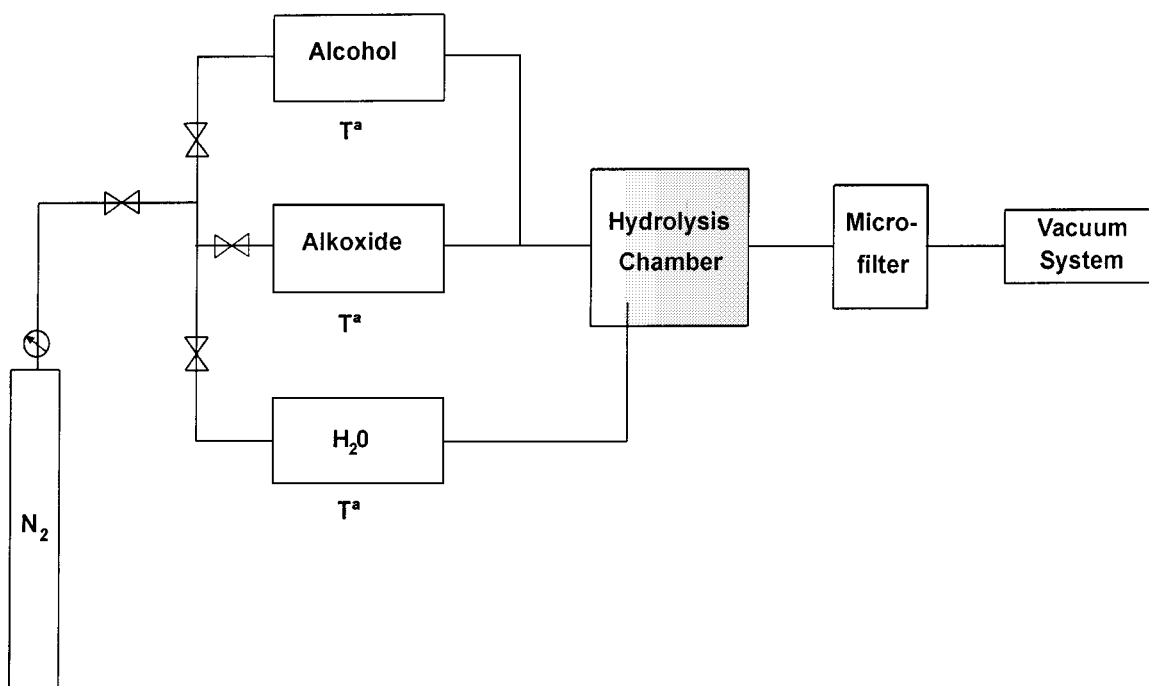 Alcohol
Tª
Alkoxide
Tª
H₂0
Tª
N₂
Hydrolysis
Chamber
Micro-
filter
Vacuum
System